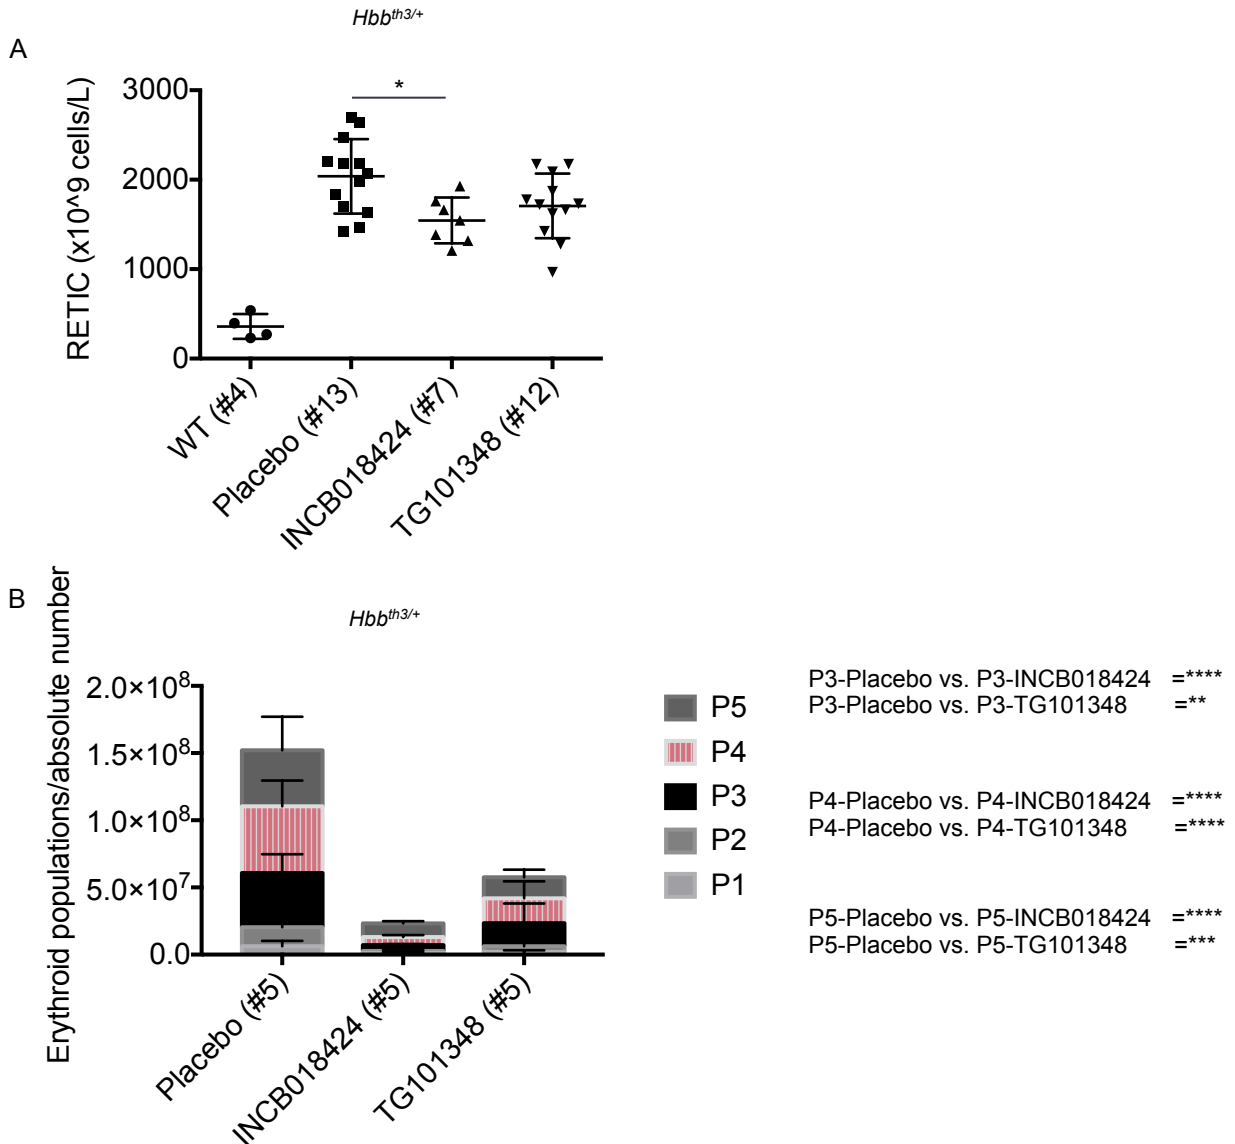 Hbbth3/+
A
RETIC (x10^9 cells/L)
3000
2000
1000
0
*
WT (#4)
Placebo (#13)
INCB018424 (#7)
TG101348 (#12)
B
Hbbth3/+
Erythroid populations/absolute number
2.0×10⁸
1.5×10⁸
1.0×10⁸
5.0×10⁷
0.0
Placebo (#5)
INCB018424 (#5)
TG101348 (#5)
P5
P4
P3
P2
P1
P3-Placebo vs. P3-INCB018424 =****
P3-Placebo vs. P3-TG101348 =**
P4-Placebo vs. P4-INCB018424 =****
P4-Placebo vs. P4-TG101348 =****
P5-Placebo vs. P5-INCB018424 =****
P5-Placebo vs. P5-TG101348 =***